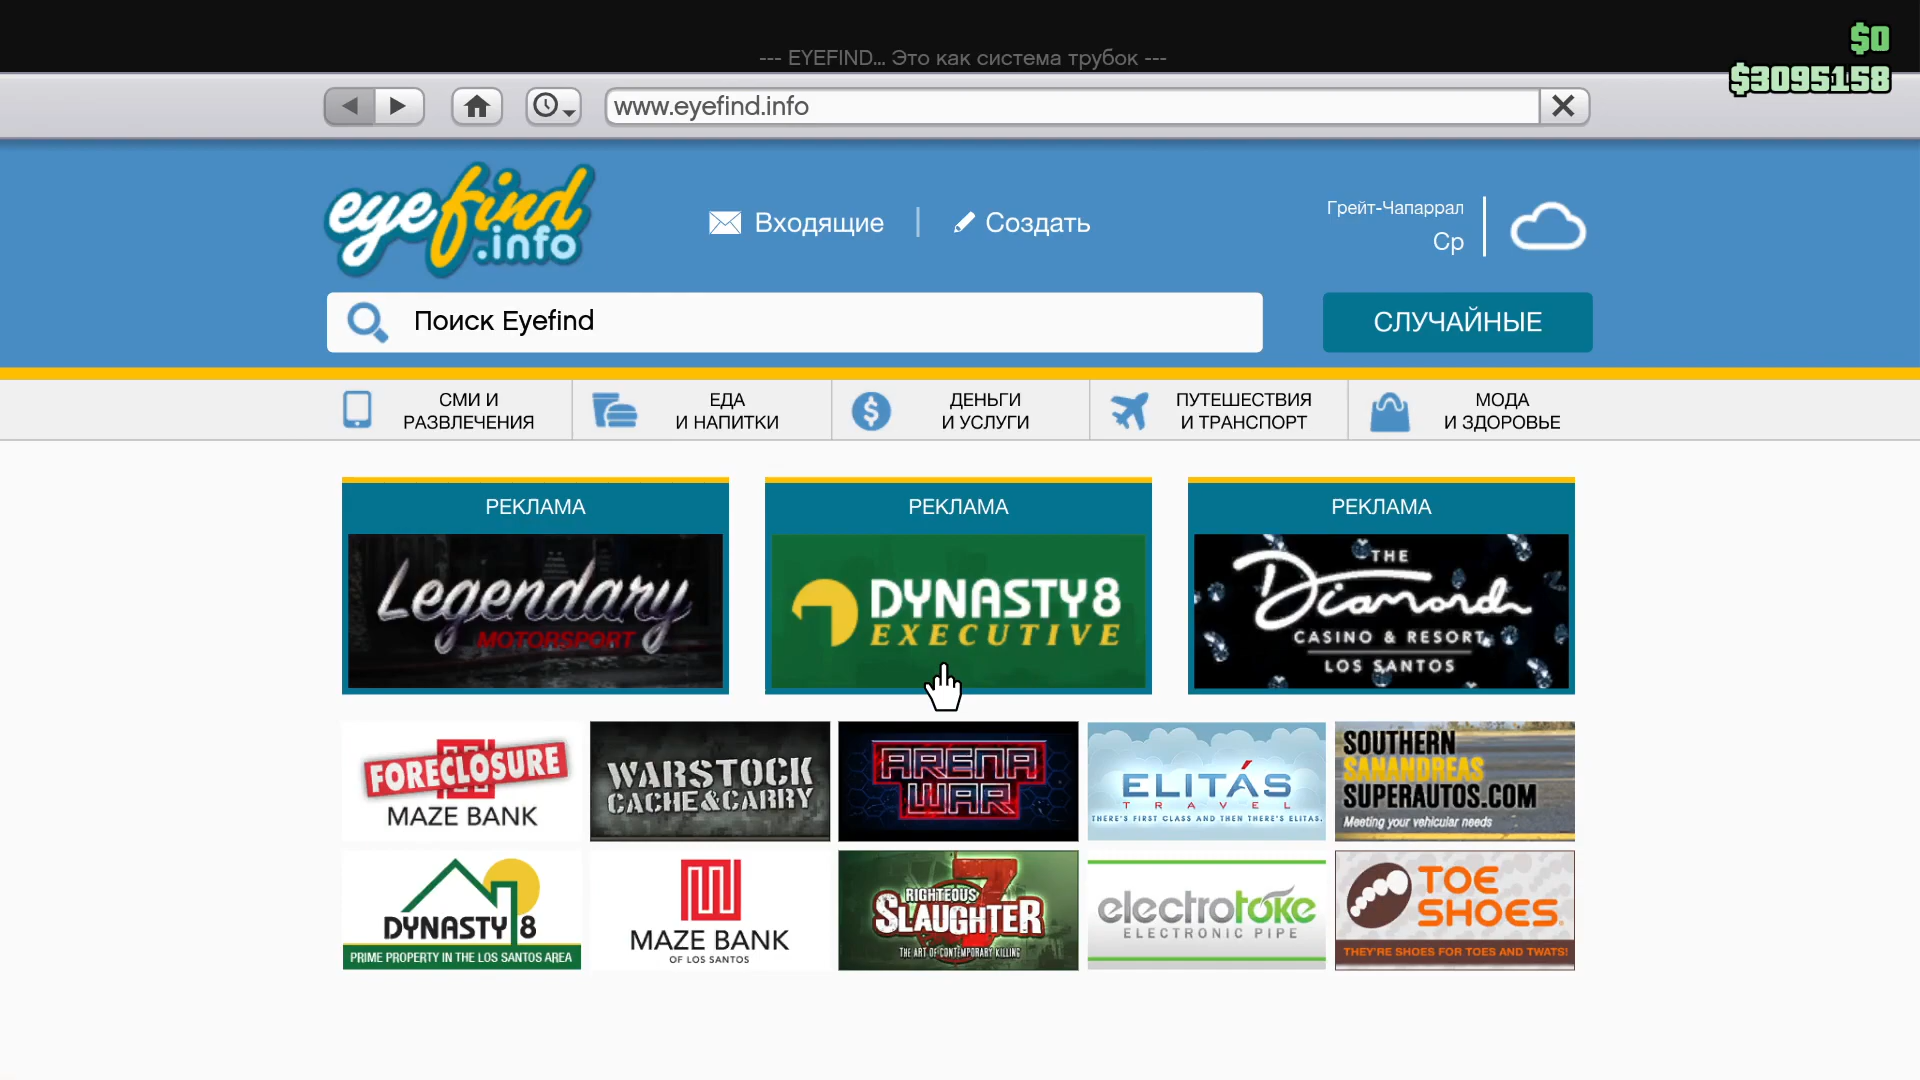 $0
--- EYEFIND... Это как система трубок ---
$3095158
www.eyefind.info
eyefind
.info
Входящие
Создать
Грейт-Чапаррал
Ср
Поиск Eyefind
СЛУЧАЙНЫЕ
СМИ И
РАЗВЛЕЧЕНИЯ
ЕДА
И НАПИТКИ
ДЕНЬГИ
И УСЛУГИ
ПУТЕШЕСТВИЯ
И ТРАНСПОРТ
МОДА
И ЗДОРОВЬЕ
РЕКЛАМА
Legendary
MOTORSPORT
РЕКЛАМА
DYNASTY8
EXECUTIVE
РЕКЛАМА
THE
Diamond
CASINO & RESORT
LOS SANTOS
FORECLOSURE
MAZE BANK
WARSTOCK
CACHE&CARRY
ARENA
WAR
ELITÁS
TRAVEL
THERE'S FIRST CLASS AND THEN THERE'S ELITAS.
SOUTHERN
SANANDREAS
SUPERAUTOS.COM
Meeting your vehicular needs
DYNASTY 8
PRIME PROPERTY IN THE LOS SANTOS AREA
MAZE BANK
OF LOS SANTOS
RIGHTEOUS
SLAUGHTER
7
THE ART OF CONTEMPORARY KILLING
electrotoke
ELECTRONIC PIPE
TOE
SHOES
THEY'RE SHOES FOR TOES AND TWATS!